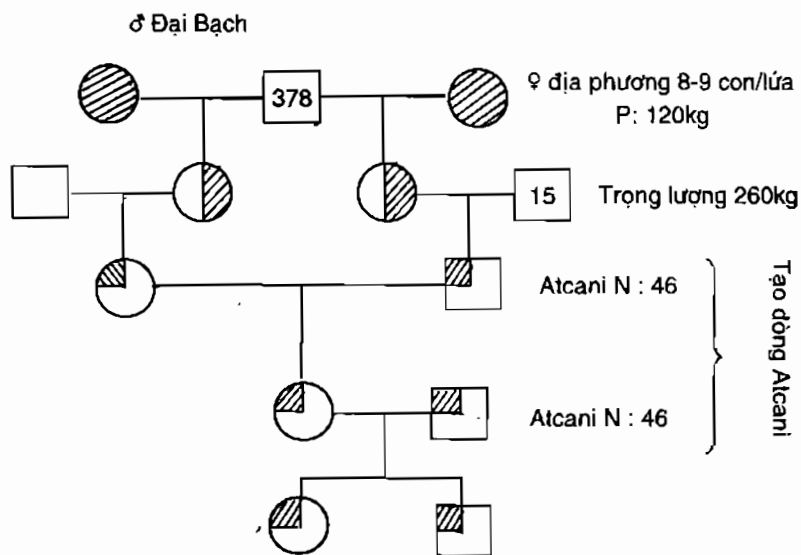 ♂ Đại Bạch
378
♀ địa phương 8-9 con/lứa
P: 120kg
15
Trọng lượng 260kg
Atcani N : 46
Atcani N : 46
Tạo dòng Atcani